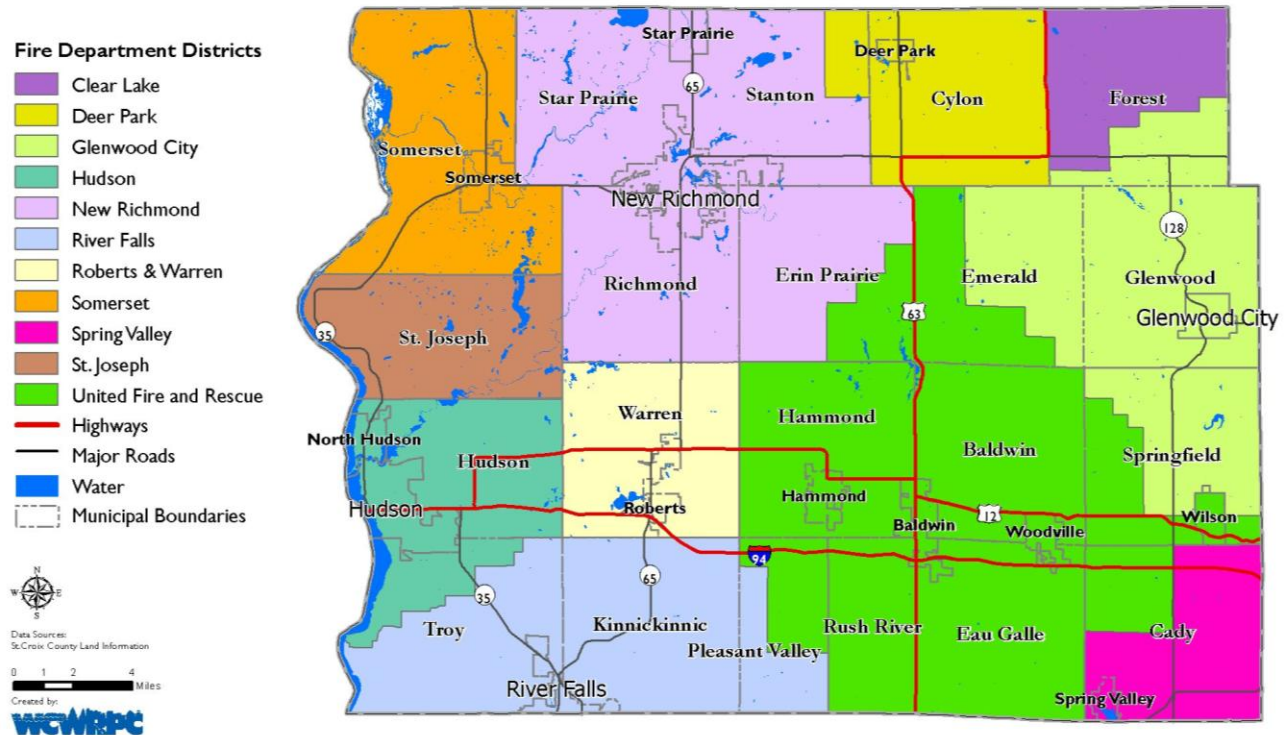 Fire Department Districts
Clear Lake
Deer Park
Glenwood City
Hudson
New Richmond
River Falls
Roberts & Warren
Somerset
Spring Valley
St. Joseph
United Fire and Rescue
Highways
Major Roads
Water
Municipal Boundaries
N
W E
S
Data Sources:
St.Croix County Land Information
0 1 2 4
Miles
Created by:
WCWRPC
Star Prairie
Deer Park
65
Star Prairie
Stanton
Cylon
Forest
Somerset
Somerset
New Richmond
128
Richmond
Erin Prairie
Emerald
Glenwood
63
Glenwood City
35
St. Joseph
Warren
Hammond
North Hudson
Baldwin
Hudson
Springfield
Hammond
Hudson
Roberts
Baldwin
12
Woodville
Wilson
94
65
35
Troy
Kinnickinnic
Rush River
Eau Galle
Cady
Pleasant Valley
River Falls
Spring Valley